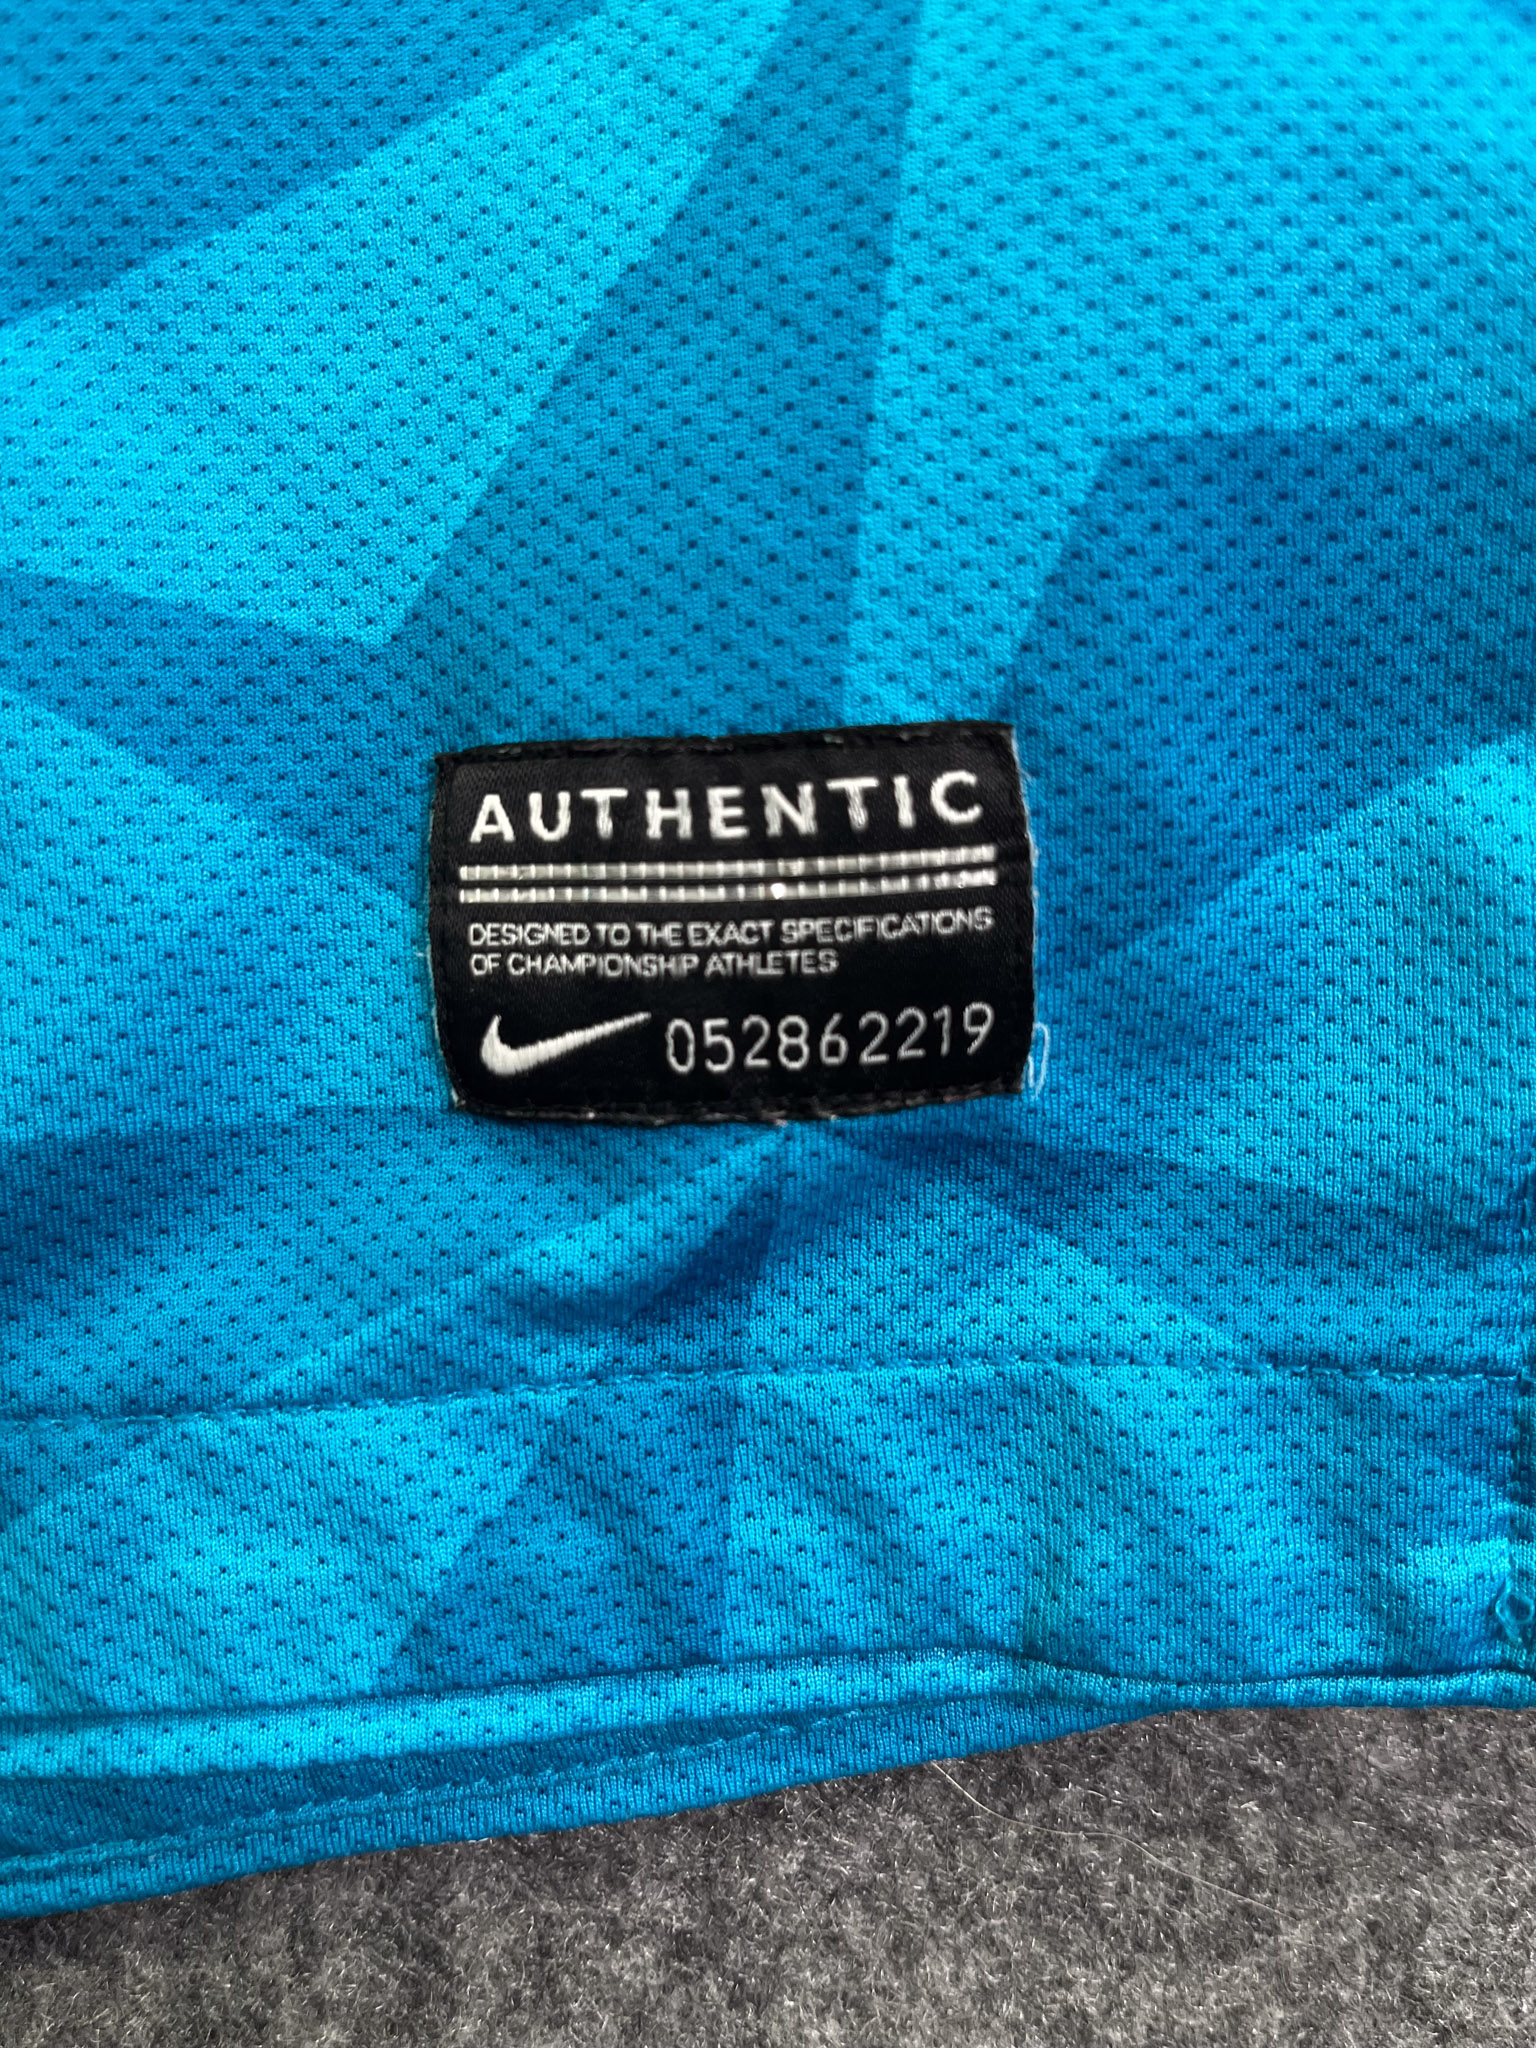 AUTHENTIC
DESIGNED TO THE EXACT SPECIFICATIONS
OF CHAMPIONSHIP ATHLETES
052862219